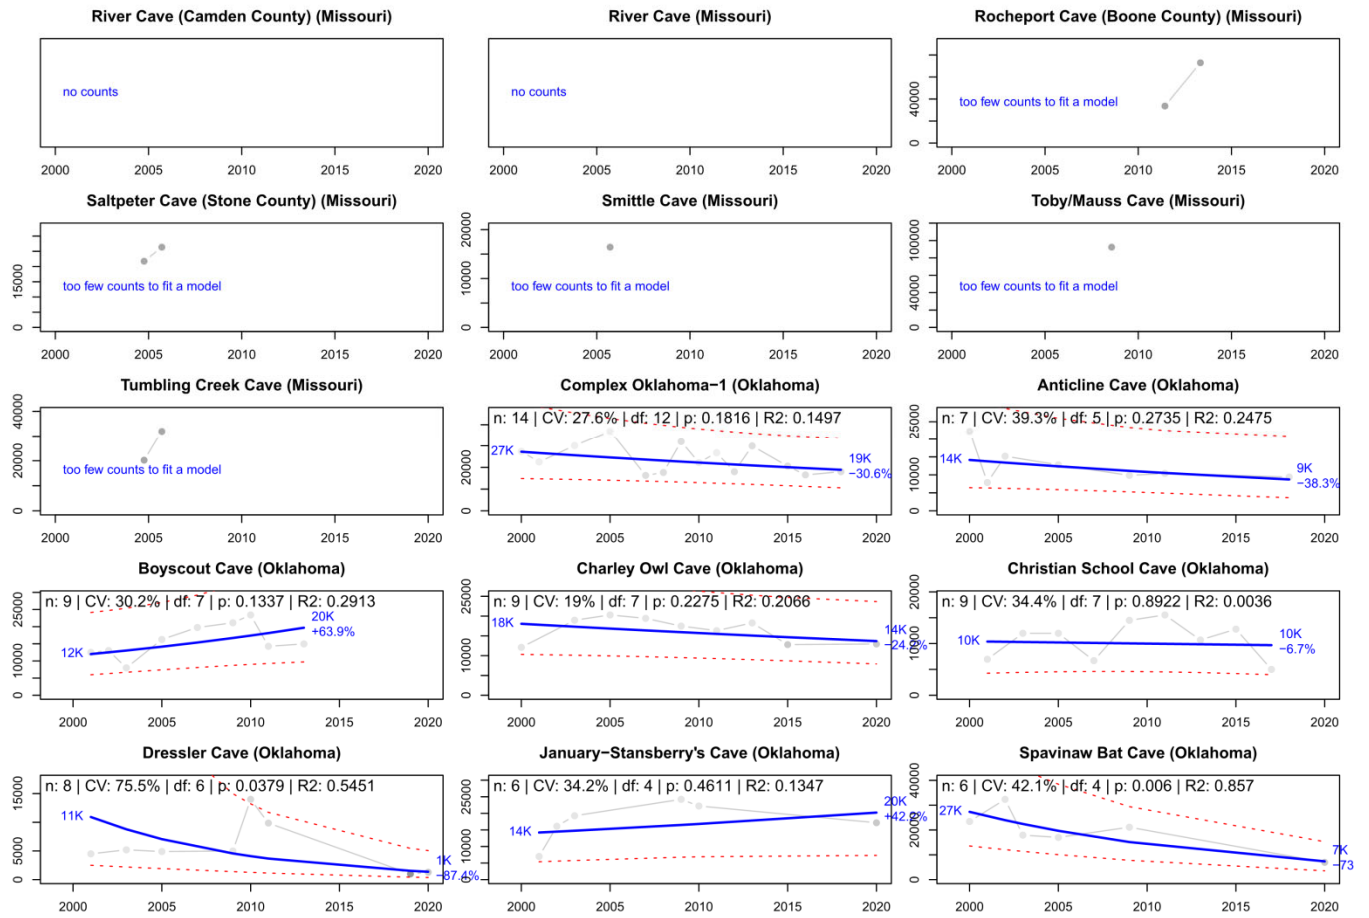 River Cave (Camden County) (Missouri)
no counts
2000 2005 2010 2015 2020
River Cave (Missouri)
no counts
2000 2005 2010 2015 2020
Rocheport Cave (Boone County) (Missouri)
0 40000
too few counts to fit a model
2000 2005 2010 2015 2020
Saltpeter Cave (Stone County) (Missouri)
0 15000
too few counts to fit a model
2000 2005 2010 2015 2020
Smittle Cave (Missouri)
0 10000 20000
too few counts to fit a model
2000 2005 2010 2015 2020
Toby/Mauss Cave (Missouri)
0 40000 100000
too few counts to fit a model
2000 2005 2010 2015 2020
Tumbling Creek Cave (Missouri)
0 20000 40000
too few counts to fit a model
2000 2005 2010 2015 2020
Complex Oklahoma−1 (Oklahoma)
n: 14 | CV: 27.6% | df: 12 | p: 0.1816 | R2: 0.1497
0 20000
27K
19K
−30.6%
2000 2005 2010 2015 2020
Anticline Cave (Oklahoma)
n: 7 | CV: 39.3% | df: 5 | p: 0.2735 | R2: 0.2475
0 10000 25000
14K
9K
−38.3%
2000 2005 2010 2015 2020
Boyscout Cave (Oklahoma)
n: 9 | CV: 30.2% | df: 7 | p: 0.1337 | R2: 0.2913
0 10000 25000
12K
20K
+63.9%
2000 2005 2010 2015 2020
Charley Owl Cave (Oklahoma)
n: 9 | CV: 19% | df: 7 | p: 0.2275 | R2: 0.2066
0 10000 25000
18K
14K
2000 2005 2010 2015 2020
Christian School Cave (Oklahoma)
n: 9 | CV: 34.4% | df: 7 | p: 0.8922 | R2: 0.0036
0 10000 20000
10K
10K
−6.7%
2000 2005 2010 2015 2020
Dressler Cave (Oklahoma)
n: 8 | CV: 75.5% | df: 6 | p: 0.0379 | R2: 0.5451
0 5000 15000
11K
1K
−87.4%
2000 2005 2010 2015 2020
January−Stansberry's Cave (Oklahoma)
n: 6 | CV: 34.2% | df: 4 | p: 0.4611 | R2: 0.1347
0 10000 25000
14K
20K
2000 2005 2010 2015 2020
Spavinaw Bat Cave (Oklahoma)
n: 6 | CV: 42.1% | df: 4 | p: 0.006 | R2: 0.857
0 20000 40000
27K
7K
−73
2000 2005 2010 2015 2020